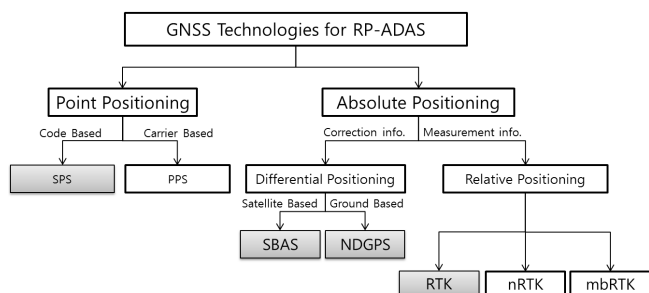 GNSS Technologies for RP-ADAS
Point Positioning
Absolute Positioning
Code Based
Carrier Based
Correction info.
Measurement info.
SPS
PPS
Differential Positioning
Relative Positioning
Satellite Based
Ground Based
SBAS
NDGPS
RTK
nRTK
mbRTK